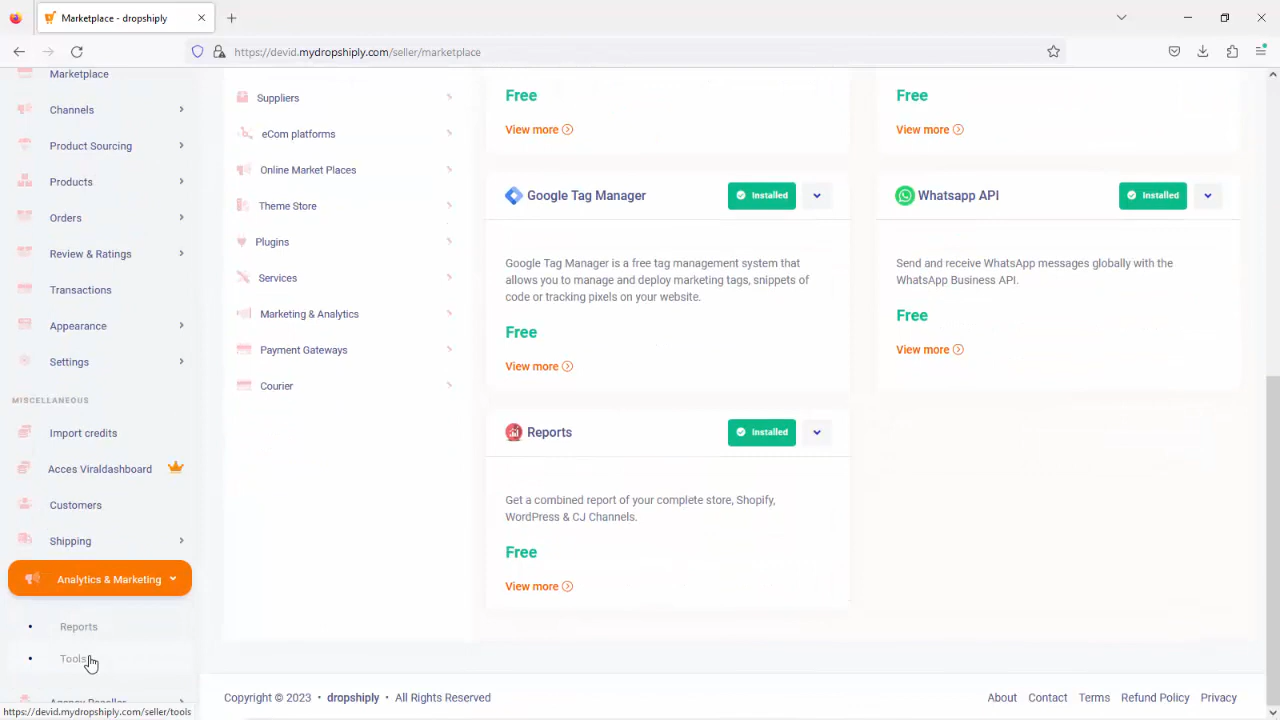 Marketplace - dropshiply
https://devid.mydropshiply.com/seller/marketplace
Marketplace
Channels
Product Sourcing
Products
Orders
Review & Ratings
Transactions
Appearance
Settings
MISCELLANEOUS
Import credits
Acces Viraldashboard
Customers
Shipping
Analytics & Marketing
Reports
Tools
Agency Reseller
https://devid.mydropshiply.com/seller/tools
Suppliers
eCom platforms
Online Market Places
Theme Store
Plugins
Services
Marketing & Analytics
Payment Gateways
Courier
Free
View more
Free
View more
Google Tag Manager
Installed
Google Tag Manager is a free tag management system that
allows you to manage and deploy marketing tags, snippets of
code or tracking pixels on your website.
Free
View more
Whatsapp API
Installed
Send and receive WhatsApp messages globally with the
WhatsApp Business API.
Free
View more
Reports
Installed
Get a combined report of your complete store, Shopify,
WordPress & CJ Channels.
Free
View more
Copyright © 2023 • dropshiply • All Rights Reserved
About Contact Terms Refund Policy Privacy